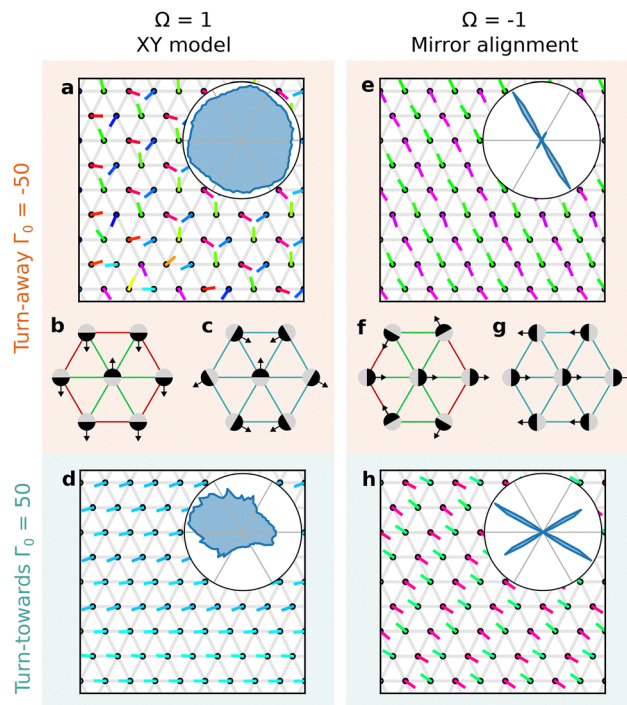 Ω = 1
XY model
Ω = -1
Mirror alignment
Turn-away Γ₀ = -50
a
e
b
c
f
g
Turn-towards Γ₀ = 50
d
h